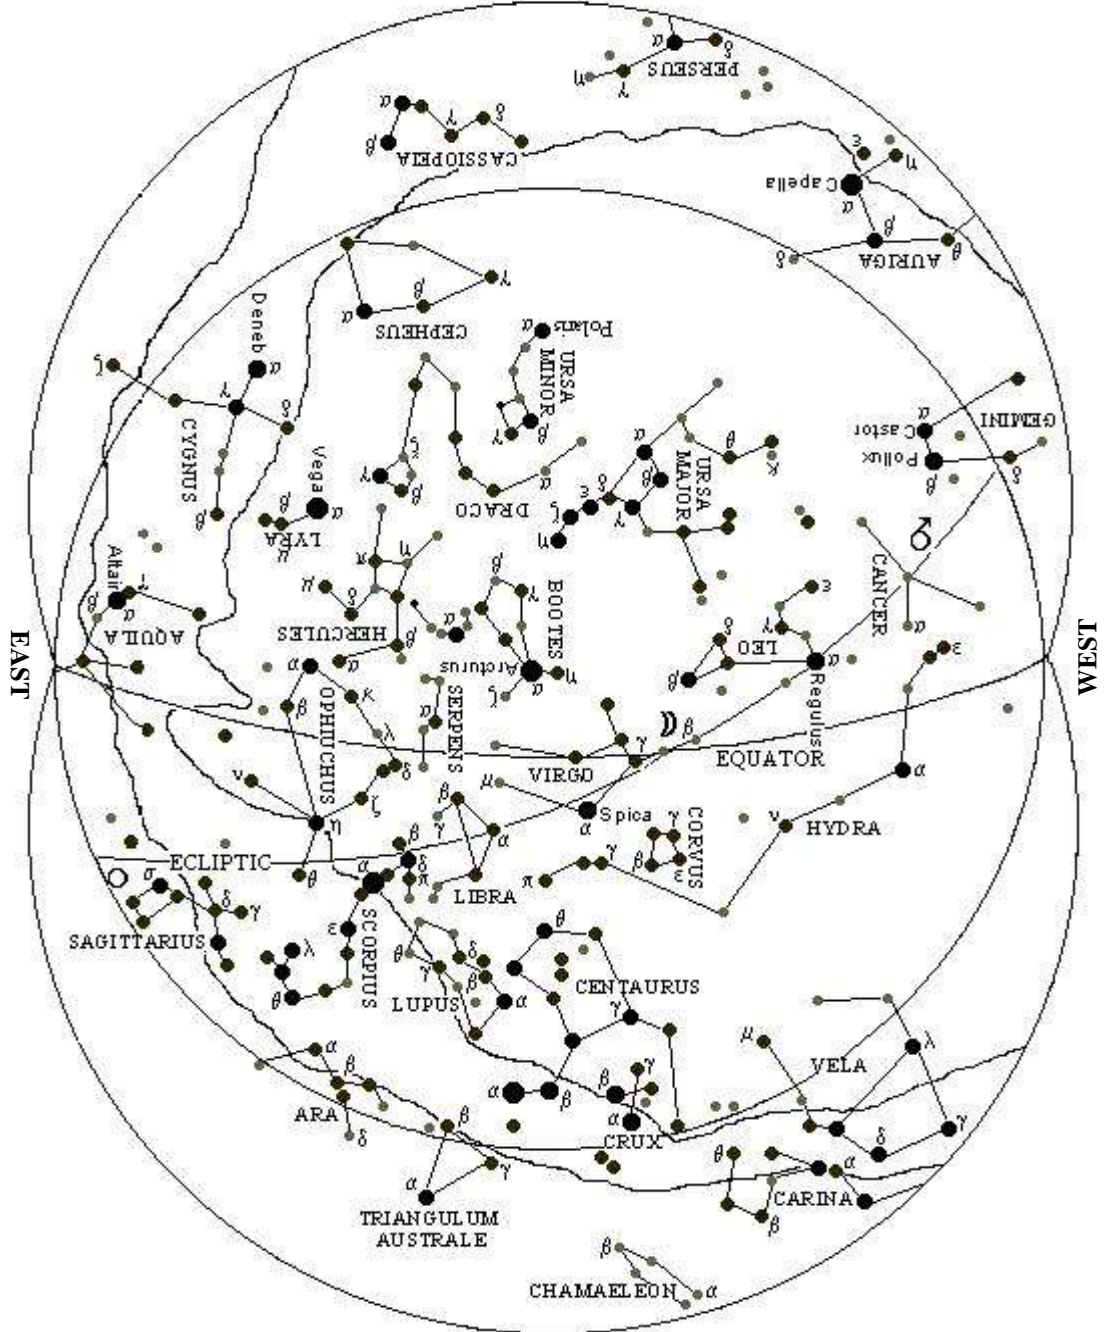 δ
α
PERSEUS
η
γ
α
γ
δ
β
CASSIOPEIA
ε
η
Capella
α
β
θ
δ
AURIGA
γ
β
α
CEPHEUS
Deneb
α
ζ
γ
δ
CYGNUS
β
α
Polaris
URSA
MINOR
β
γ
α
Castor
GEMINI
Pollux
β
δ
Vega
α
β
LYRA
μ
ξ
γ
β
DRACO
α
α
θ
κ
URSA
MAJOR
β
γ
δ
ε
ζ
η
♂
CANCER
α
Altair
α
β
AQUILA
π
η
μ
δ
HERCULES
β
α
β
γ
BOOTES
α
Arcturus
α
η
ζ
ε
γ
δ
LEO
β
α
Regulus
ε
EAST
WEST
α
β
κ
OPHIUCHUS
λ
δ
ν
ζ
η
θ
SERPENS
α
VIRGO
γ
β
EQUATOR
μ
α
Spica
α
ν
HYDRA
β
γ
α
LIBRA
γ
β
ε
CORVUS
γ
π
ECLIPTIC
β
δ
π
α
σ
δ
γ
SAGITTARIUS
λ
ε
SCORPIUS
θ
θ
δ
γ
β
LUPUS
α
θ
CENTAURUS
γ
μ
λ
VELA
γ
δ
α
β
ARA
δ
α
β
β
γ
α
CRUX
β
γ
α
TRIANGULUM
AUSTRALE
θ
α
CARINA
β
β
CHAMAELEON
α